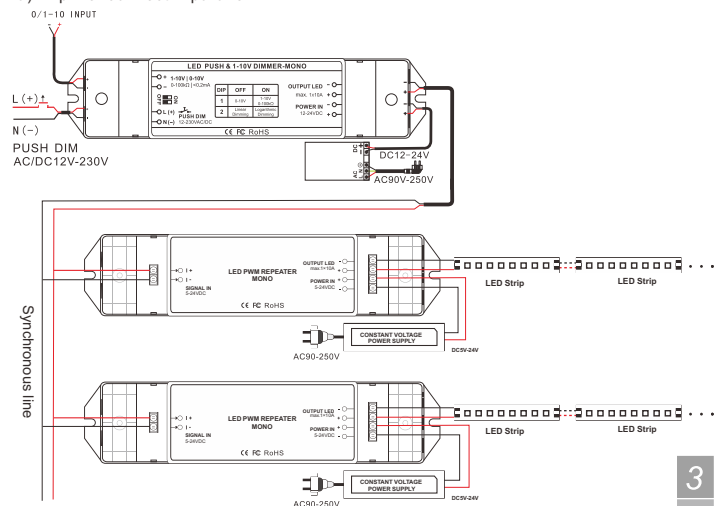 0/1-10 INPUT
- +
LED PUSH & 1-10V DIMMER-MONO
+ 1-10V | 0-10V
- 0-100kΩ | <0,2mA
ON
OFF
DIP OFF ON
1 0-10V 1-10V 0-100kΩ
2 Linear Dimming Logarithmic Dimming
L (+)
N (-)
PUSH DIM
12-230VAC/DC
OUTPUT LED -
max. 1x10A +
POWER IN -
12-24VDC +
CE FC RoHS
L (+)
N (-)
PUSH DIM
AC/DC12V-230V
DC + -
AC L N
DC12-24V
AC90V-250V
Synchronous line
I +
I -
SIGNAL IN
5-24VDC
LED PWM REPEATER
MONO
OUTPUT LED -
max.1×10A +
POWER IN +
5-24VDC -
CE FC RoHS
LED Strip
LED Strip
AC90-250V
CONSTANT VOLTAGE
POWER SUPPLY
DC5V-24V
I +
I -
SIGNAL IN
5-24VDC
LED PWM REPEATER
MONO
OUTPUT LED -
max.1×10A +
POWER IN +
5-24VDC -
CE FC RoHS
LED Strip
LED Strip
AC90-250V
CONSTANT VOLTAGE
POWER SUPPLY
DC5V-24V
3